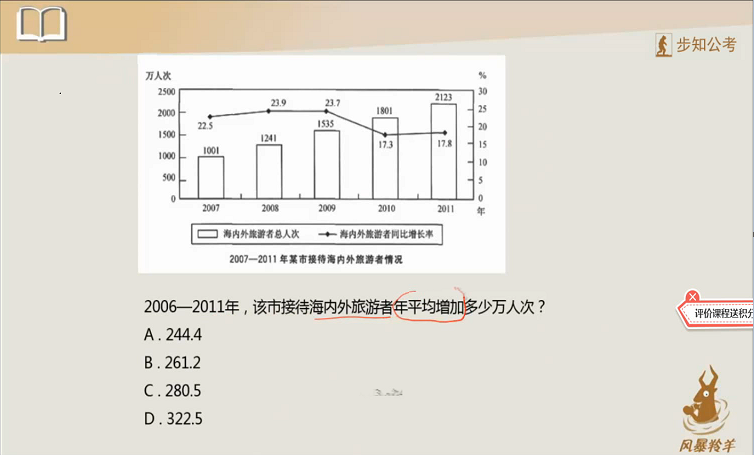 步知公考
万人次
%
2500
2000
1500
1000
500
0
30
25
20
15
10
5
0
22.5
23.9
23.7
17.3
17.8
1001
1241
1535
1801
2123
2007
2008
2009
2010
2011
年
海内外旅游者总人次
海内外旅游者同比增长率
2007—2011年某市接待海内外旅游者情况
2006—2011年，该市接待海内外旅游者年平均增加多少万人次？
A . 244.4
B . 261.2
C . 280.5
D . 322.5
评价课程送积分
风暴羚羊